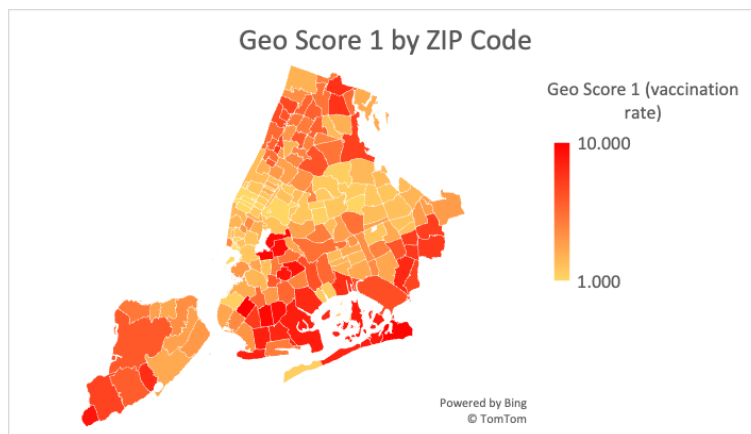 Geo Score 1 by ZIP Code
Geo Score 1 (vaccination
rate)
10.000
1.000
Powered by Bing
© TomTom